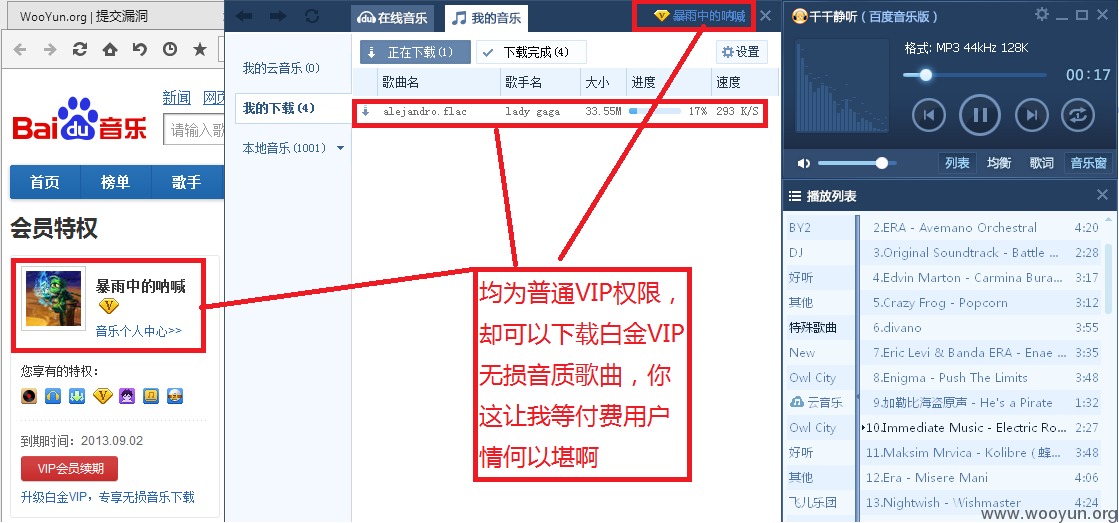 WooYun.org | 提交漏洞
Bai du 音乐
新闻
请输入歌
首页
榜单
歌手
会员特权
暴雨中的呐喊
音乐个人中心>>
您享有的特权：
到期时间：2013.09.02
VIP会员续期
升级白金VIP，专享无损音乐下载
在线音乐
我的音乐
暴雨中的呐喊
我的云音乐(0)
我的下载(4)
本地音乐(1001)
正在下载(1)
下载完成(4)
设置
歌曲名
歌手名
大小
进度
速度
alejandro.flac
lady gaga
33.55M
17%
293 K/S
均为普通VIP权限，
却可以下载白金VIP
无损音质歌曲，你
这让我等付费用户
情何以堪啊
千千静听（百度音乐版）
格式: MP3 44kHz 128K
00:17
列表
均衡
歌词
音乐窗
播放列表
BY2
DJ
好听
其他
特殊歌曲
New
Owl City
云音乐
Owl City
好听
其他
飞儿乐团
2.ERA - Avemano Orchestral 4:20
3.Original Soundtrack - Battle ... 2:28
4.Edvin Marton - Carmina Bura... 3:17
5.Crazy Frog - Popcorn 3:12
6.divano 3:55
7.Eric Levi & Banda ERA - Enae ... 3:35
8.Enigma - Push The Limits 3:48
9.加勒比海盗原声 - He's a Pirate 1:32
10.Immediate Music - Electric Ro... 2:27
11.Maksim Mrvica - Kolibre（蜂... 3:48
12.Era - Misere Mani 4:06
13.Nightwish - Wishmaster 4:24
www.wooyun.org